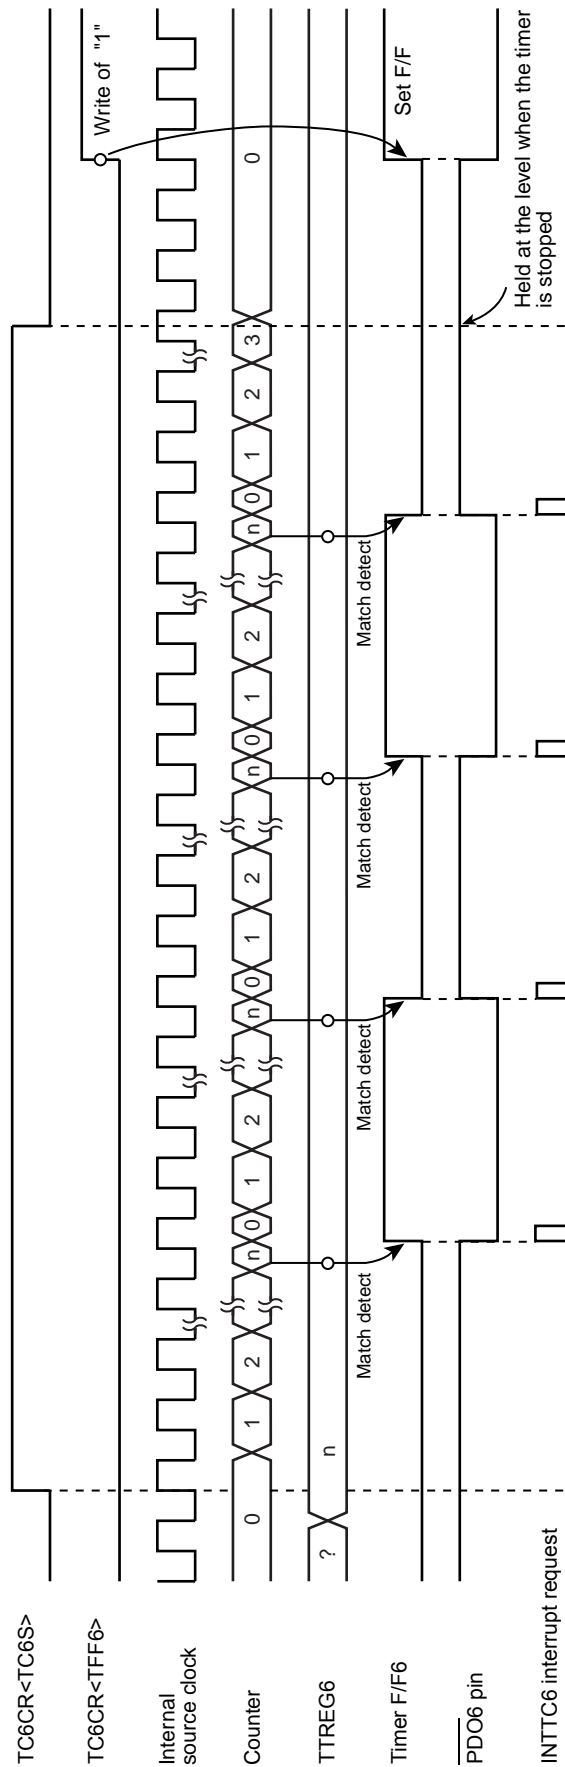 TC6CR<TC6S>
TC6CR<TFF6>
Write of "1"
Internal
source clock
Counter
0 1 2 n 0 1 2 n 0 1 2 n 0 1 2 n 0 1 2 3 0
TTREG6
? n
Match detect
Match detect
Match detect
Match detect
Timer F/F6
Set F/F
PDO6 pin
Held at the level when the timer
is stopped
INTTC6 interrupt request